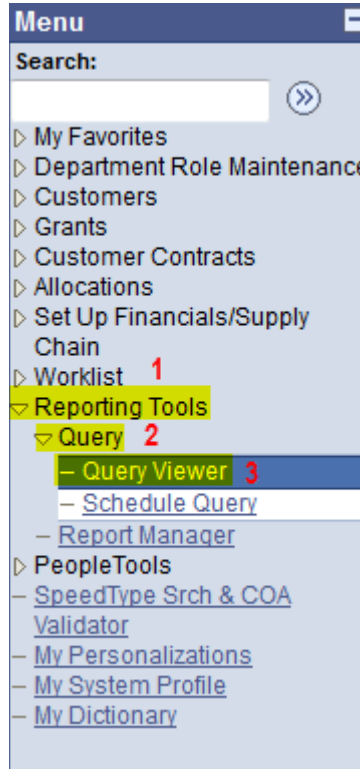 Menu
Search:
My Favorites
Department Role Maintenance
Customers
Grants
Customer Contracts
Allocations
Set Up Financials/Supply
Chain
Worklist 1
Reporting Tools
Query 2
– Query Viewer 3
– Schedule Query
– Report Manager
PeopleTools
– SpeedType Srch & COA
Validator
– My Personalizations
– My System Profile
– My Dictionary